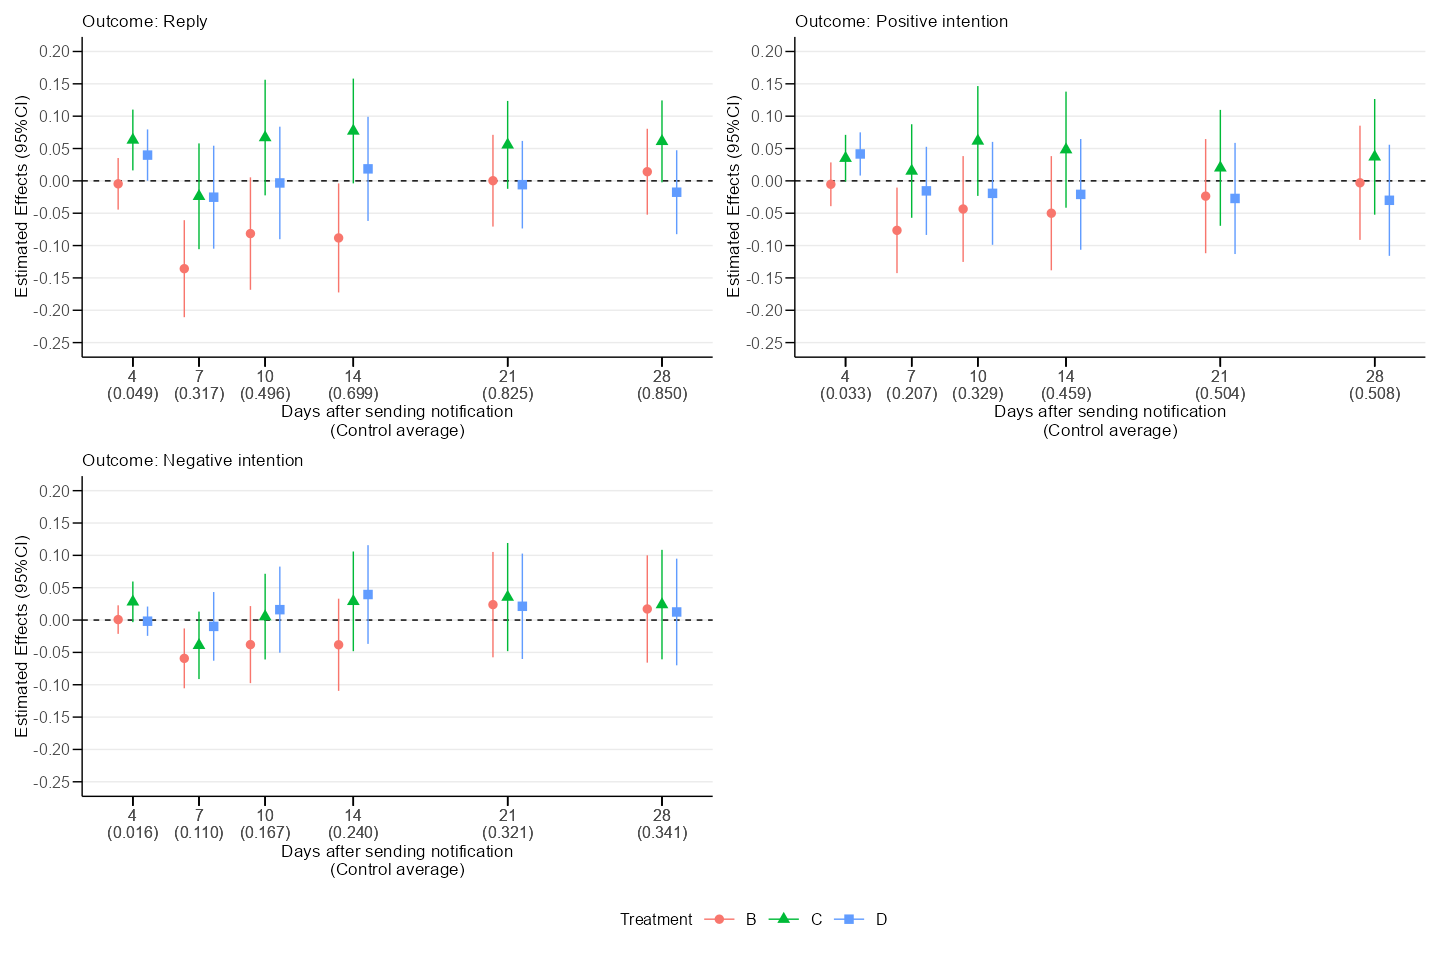 Outcome: Reply
Estimated Effects (95%CI)
0.20
0.15
0.10
0.05
0.00
-0.05
-0.10
-0.15
-0.20
-0.25
4 7 10 14 21 28
(0.049) (0.317) (0.496) (0.699) (0.825) (0.850)
Days after sending notification
(Control average)
Outcome: Positive intention
Estimated Effects (95%CI)
0.20
0.15
0.10
0.05
0.00
-0.05
-0.10
-0.15
-0.20
-0.25
4 7 10 14 21 28
(0.033) (0.207) (0.329) (0.459) (0.504) (0.508)
Days after sending notification
(Control average)
Outcome: Negative intention
Estimated Effects (95%CI)
0.20
0.15
0.10
0.05
0.00
-0.05
-0.10
-0.15
-0.20
-0.25
4 7 10 14 21 28
(0.016) (0.110) (0.167) (0.240) (0.321) (0.341)
Days after sending notification
(Control average)
Treatment B C D